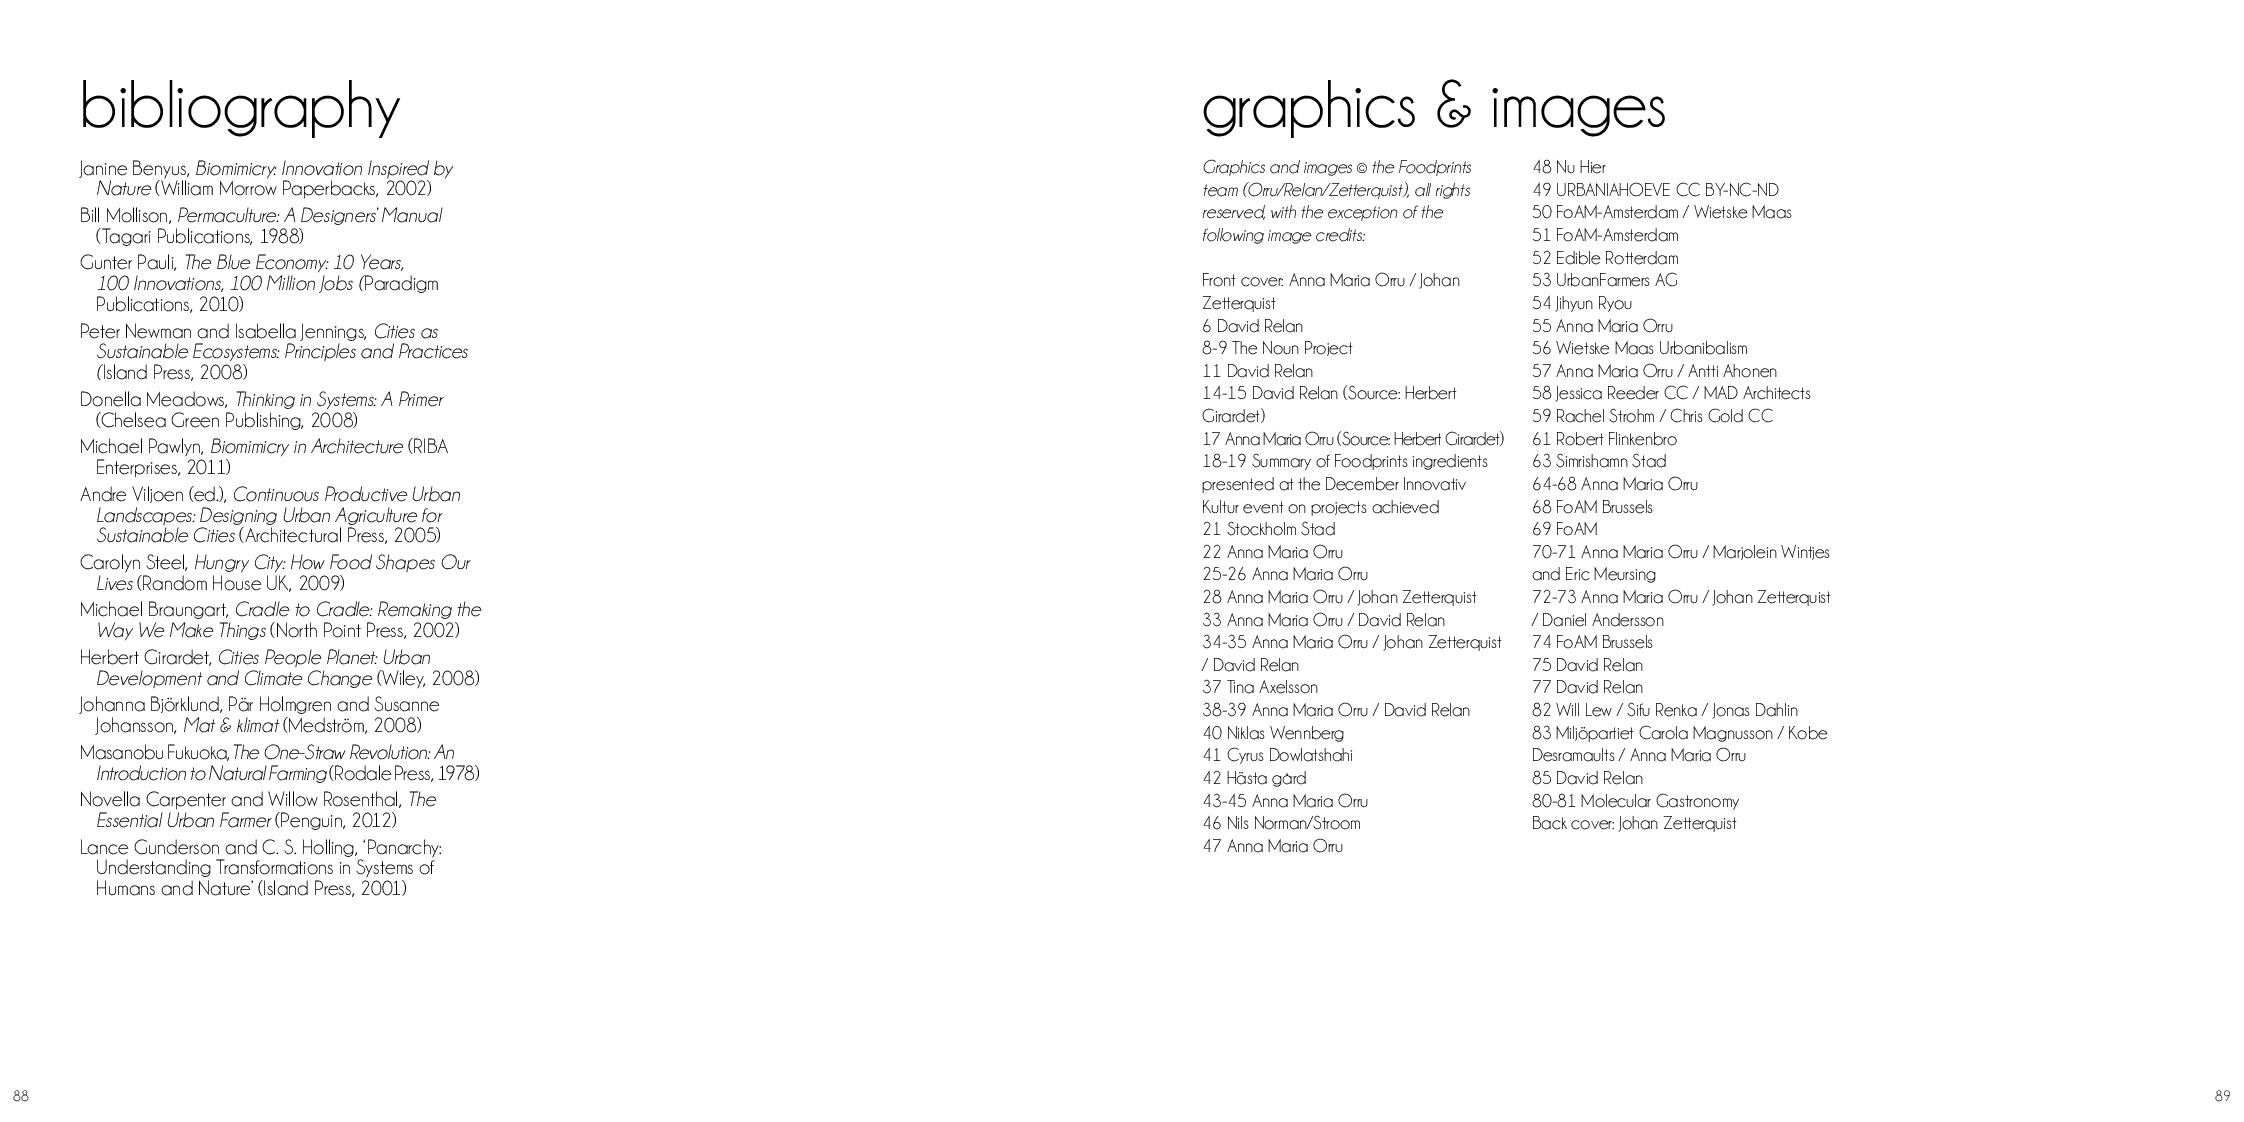 bibliography
Janine Benyus, Biomimicry: Innovation Inspired by
Nature (William Morrow Paperbacks, 2002)
Bill Mollison, Permaculture: A Designers' Manual
(Tagari Publications, 1988)
Gunter Pauli, The Blue Economy: 10 Years,
100 Innovations, 100 Million Jobs (Paradigm
Publications, 2010)
Peter Newman and Isabella Jennings, Cities as
Sustainable Ecosystems: Principles and Practices
(Island Press, 2008)
Donella Meadows, Thinking in Systems: A Primer
(Chelsea Green Publishing, 2008)
Michael Pawlyn, Biomimicry in Architecture (RIBA
Enterprises, 2011)
Andre Viljoen (ed.), Continuous Productive Urban
Landscapes: Designing Urban Agriculture for
Sustainable Cities (Architectural Press, 2005)
Carolyn Steel, Hungry City: How Food Shapes Our
Lives (Random House UK, 2009)
Michael Braungart, Cradle to Cradle: Remaking the
Way We Make Things (North Point Press, 2002)
Herbert Girardet, Cities People Planet: Urban
Development and Climate Change (Wiley, 2008)
Johanna Björklund, Pär Holmgren and Susanne
Johansson, Mat & klimat (Medström, 2008)
Masanobu Fukuoka, The One-Straw Revolution: An
Introduction to Natural Farming (Rodale Press, 1978)
Novella Carpenter and Willow Rosenthal, The
Essential Urban Farmer (Penguin, 2012)
Lance Gunderson and C. S. Holling, 'Panarchy:
Understanding Transformations in Systems of
Humans and Nature' (Island Press, 2001)
88
graphics & images
Graphics and images © the Foodprints
team (Orru/Relan/Zetterquist), all rights
reserved, with the exception of the
following image credits:
Front cover: Anna Maria Orru / Johan
Zetterquist
6 David Relan
8-9 The Noun Project
11 David Relan
14-15 David Relan (Source: Herbert
Girardet)
17 Anna Maria Orru (Source: Herbert Girardet)
18-19 Summary of Foodprints ingredients
presented at the December Innovativ
Kultur event on projects achieved
21 Stockholm Stad
22 Anna Maria Orru
25-26 Anna Maria Orru
28 Anna Maria Orru / Johan Zetterquist
33 Anna Maria Orru / David Relan
34-35 Anna Maria Orru / Johan Zetterquist
/ David Relan
37 Tina Axelsson
38-39 Anna Maria Orru / David Relan
40 Niklas Wennberg
41 Cyrus Dowlatshahi
42 Hästa gård
43-45 Anna Maria Orru
46 Nils Norman/Stroom
47 Anna Maria Orru
48 Nu Hier
49 URBANIAHOEVE CC BY-NC-ND
50 FoAM-Amsterdam / Wietske Maas
51 FoAM-Amsterdam
52 Edible Rotterdam
53 UrbanFarmers AG
54 Jihyun Ryou
55 Anna Maria Orru
56 Wietske Maas Urbanibalism
57 Anna Maria Orru / Antti Ahonen
58 Jessica Reeder CC / MAD Architects
59 Rachel Strohm / Chris Gold CC
61 Robert Flinkenbro
63 Simrishamn Stad
64-68 Anna Maria Orru
68 FoAM Brussels
69 FoAM
70-71 Anna Maria Orru / Marjolein Wintjes
and Eric Meursing
72-73 Anna Maria Orru / Johan Zetterquist
/ Daniel Andersson
74 FoAM Brussels
75 David Relan
77 David Relan
82 Will Lew / Sifu Renka / Jonas Dahlin
83 Miljöpartiet Carola Magnusson / Kobe
Desramaults / Anna Maria Orru
85 David Relan
80-81 Molecular Gastronomy
Back cover: Johan Zetterquist
89